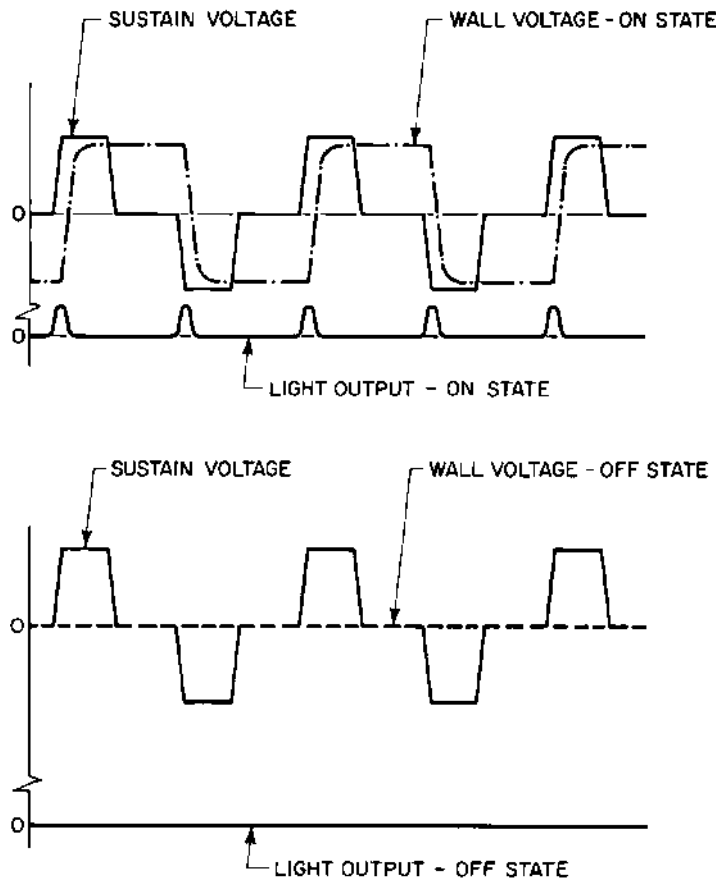 SUSTAIN VOLTAGE
WALL VOLTAGE - ON STATE
0
0
LIGHT OUTPUT - ON STATE
SUSTAIN VOLTAGE
WALL VOLTAGE - OFF STATE
0
0
LIGHT OUTPUT - OFF STATE